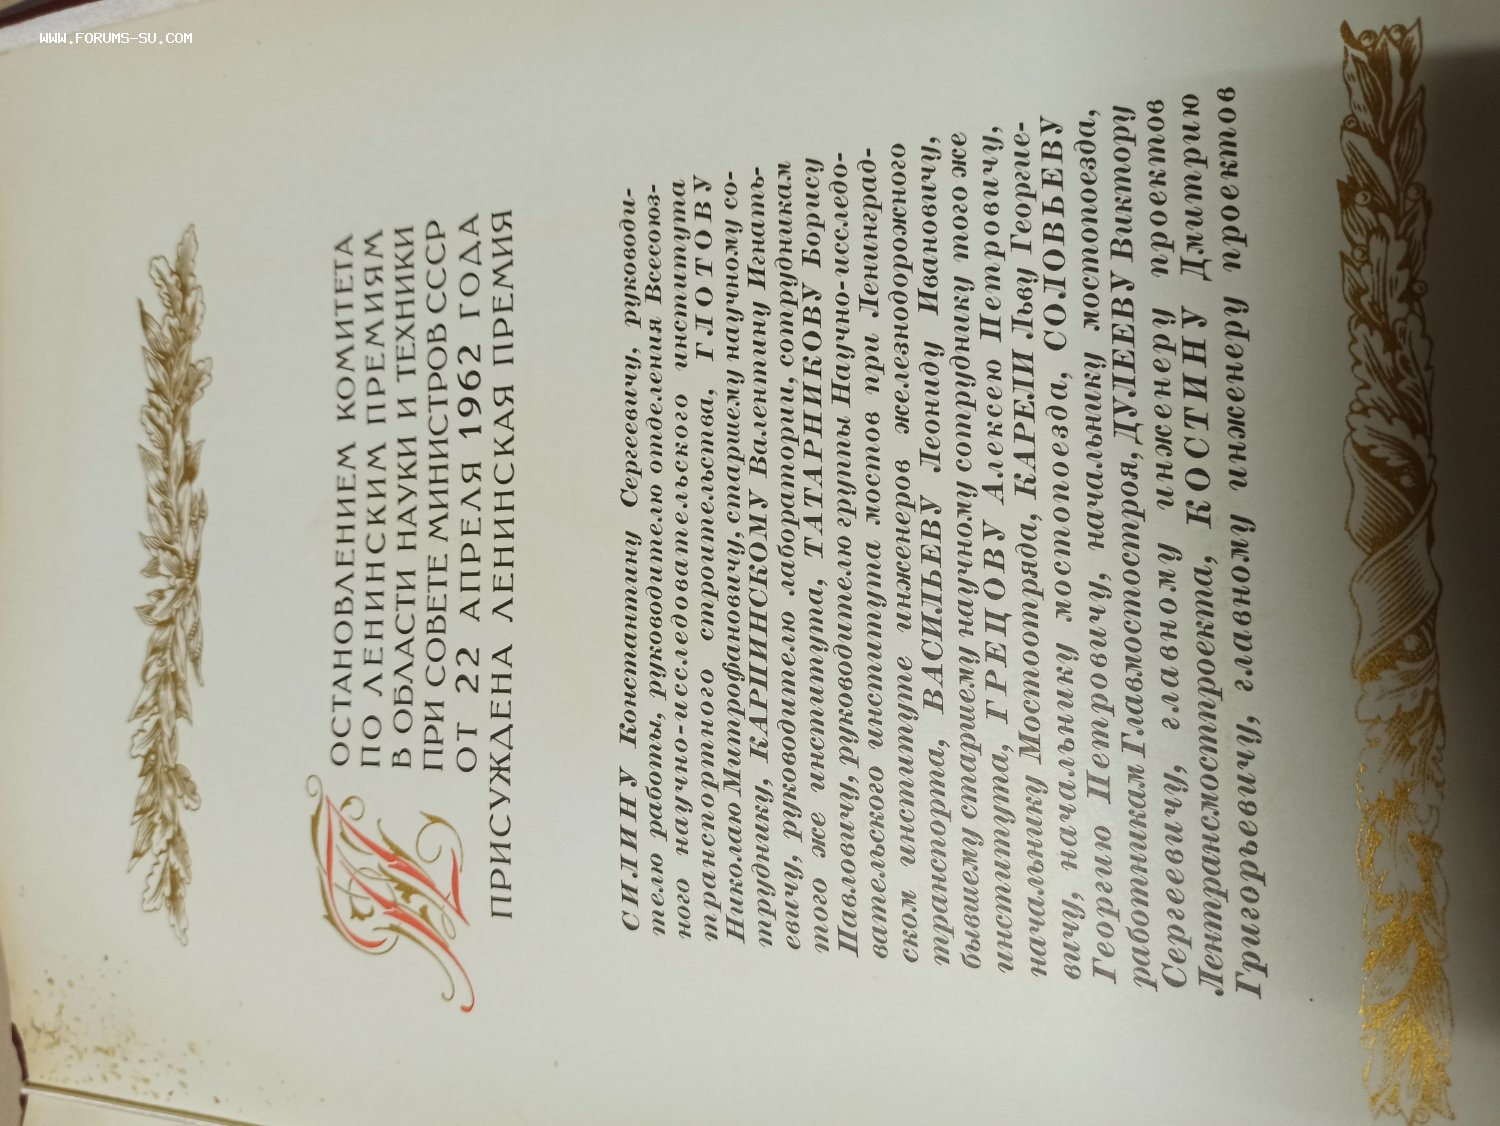 WWW.FORUMS-SU.COM
ПОСТАНОВЛЕНИЕМ КОМИТЕТА
ПО ЛЕНИНСКИМ ПРЕМИЯМ
В ОБЛАСТИ НАУКИ И ТЕХНИКИ
ПРИ СОВЕТЕ МИНИСТРОВ СССР
ОТ 22 АПРЕЛЯ 1962 ГОДА
ПРИСУЖДЕНА ЛЕНИНСКАЯ ПРЕМИЯ
СИЛИНУ Константину Сергеевичу, руководи-
телю работы, руководителю отделения Всесоюз-
ного научно-исследовательского института
транспортного строительства, ГЛОТОВУ
Николаю Митрофановичу, старшему научному со-
труднику, КАРПИНСКОМУ Валентину Игнать-
евичу, руководителю лаборатории, сотрудникам
того же института, ТАТАРНИКОВУ Борису
Павловичу, руководителю группы Научно-исследо-
вательского института мостов при Ленинград-
ском институте инженеров железнодорожного
транспорта, ВАСИЛЬЕВУ Леониду Ивановичу,
бывшему старшему научному сотруднику того же
института, ГРЕЦОВУ Алексею Петровичу,
начальнику Мостоотряда, КАРЕЛИ Льву Георгие-
вичу, начальнику мостопоезда, СОЛОВЬЕВУ
Георгию Петровичу, начальнику мостопоезда,
работникам Главмостостроя, ДУЛЕЕВУ Виктору
Сергеевичу, главному инженеру проектов
Лентрансмостпроекта, КОСТИНУ Дмитрию
Григорьевичу, главному инженеру проектов